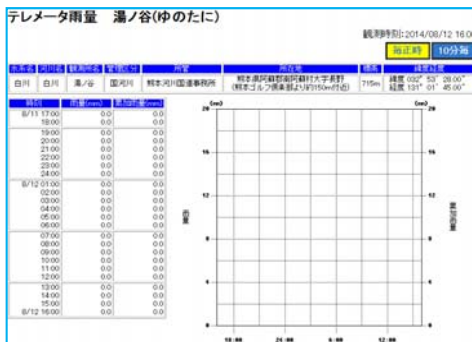 テレメータ雨量　湯ノ谷(ゆのたに)
観測時刻:2014/08/12 16:00
毎正時 10分毎
水系名 河川名 観測所名 管理区分 所管 所在地 標高 緯度経度
白川 白川 湯ノ谷 国河川 熊本河川国道事務所 熊本県阿蘇郡南阿蘇村大字長野 (熊本ゴルフ倶楽部より約150m付近) 715m 緯度 032° 53' 28.00" 経度 131° 01' 45.00"
時刻 雨量(mm) 累加雨量(mm)
8/11 17:00 0.0 0.0
18:00 0.0 0.0
19:00 0.0 0.0
20:00 0.0 0.0
21:00 0.0 0.0
22:00 0.0 0.0
23:00 0.0 0.0
24:00 0.0 0.0
8/12 01:00 0.0 0.0
02:00 0.0 0.0
03:00 0.0 0.0
04:00 0.0 0.0
05:00 0.0 0.0
06:00 0.0 0.0
07:00 0.0 0.0
08:00 0.0 0.0
09:00 0.0 0.0
10:00 0.0 0.0
11:00 0.0 0.0
12:00 0.0 0.0
13:00 0.0 0.0
14:00 0.0 0.0
15:00 0.0 0.0
8/12 16:00 0.0 0.0
(mm) (mm)
20 20
16 16
12 12
8 8
4 4
0 0
雨量
累加雨量
18:00 24:00 6:00 12:00